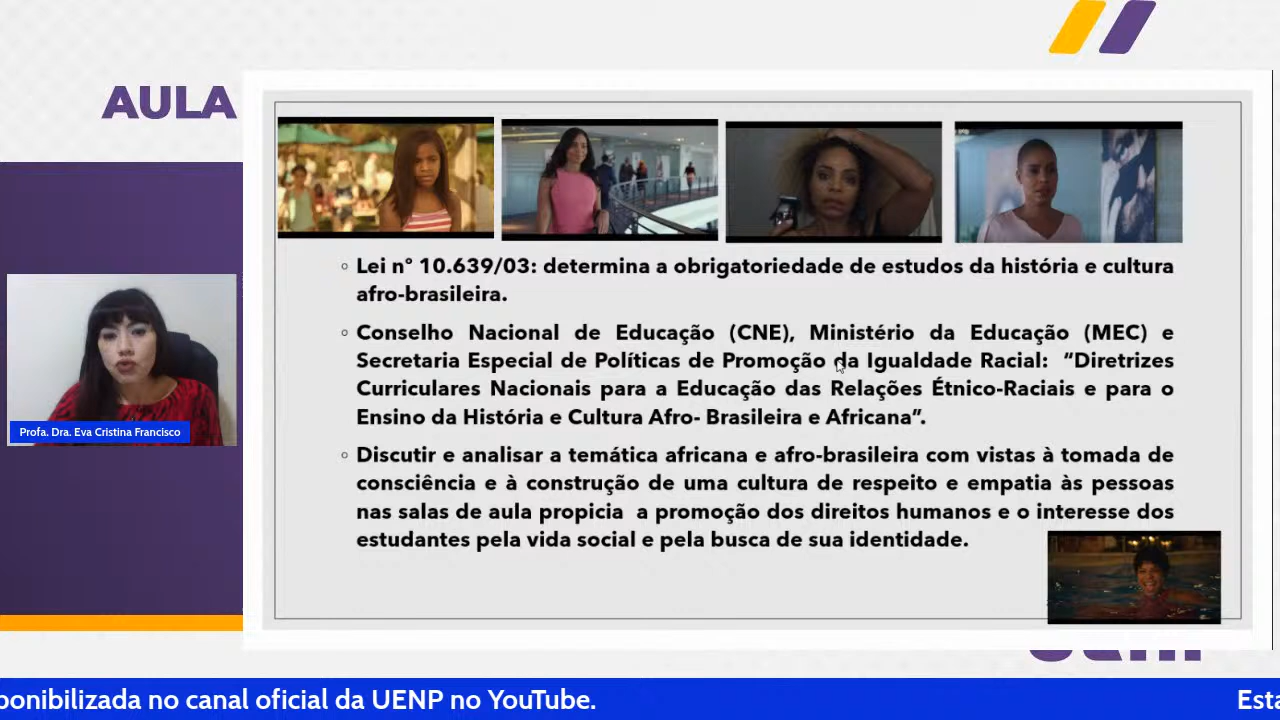 AULA
Lei nº 10.639/03: determina a obrigatoriedade de estudos da história e cultura
afro-brasileira.
Conselho Nacional de Educação (CNE), Ministério da Educação (MEC) e
Secretaria Especial de Políticas de Promoção da Igualdade Racial: “Diretrizes
Curriculares Nacionais para a Educação das Relações Étnico-Raciais e para o
Ensino da História e Cultura Afro- Brasileira e Africana”.
Discutir e analisar a temática africana e afro-brasileira com vistas à tomada de
consciência e à construção de uma cultura de respeito e empatia às pessoas
nas salas de aula propicia a promoção dos direitos humanos e o interesse dos
estudantes pela vida social e pela busca de sua identidade.
Profa. Dra. Eva Cristina Francisco
ponibilizada no canal oficial da UENP no YouTube. Esta